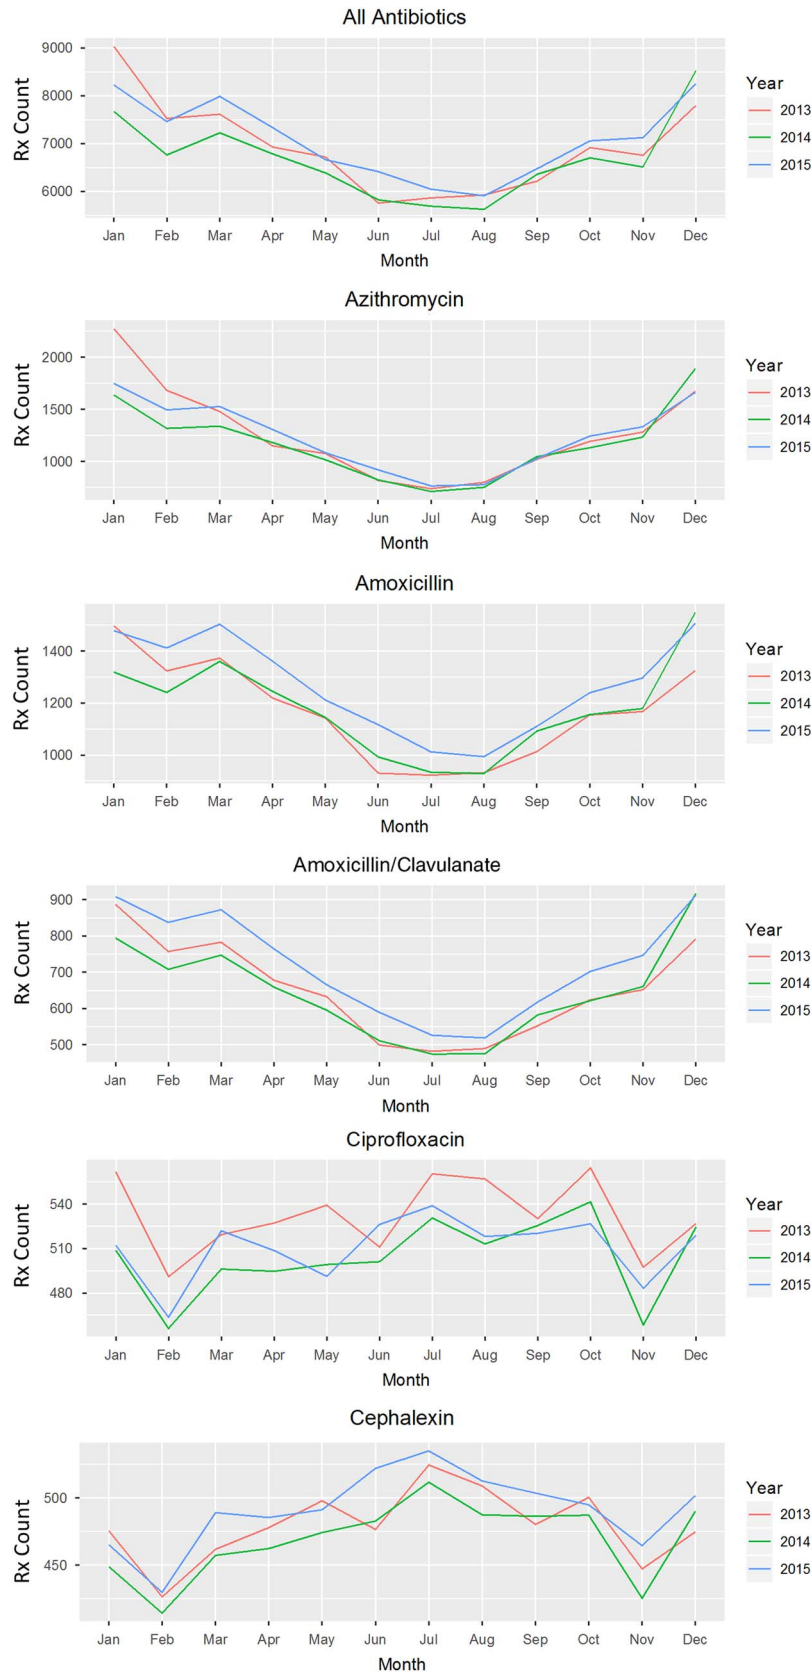 All Antibiotics
9000
8000
7000
6000
Rx Count
Jan Feb Mar Apr May Jun Jul Aug Sep Oct Nov Dec
Month
Year
2013
2014
2015
Azithromycin
2000
1500
1000
Rx Count
Jan Feb Mar Apr May Jun Jul Aug Sep Oct Nov Dec
Month
Year
2013
2014
2015
Amoxicillin
1400
1200
1000
Rx Count
Jan Feb Mar Apr May Jun Jul Aug Sep Oct Nov Dec
Month
Year
2013
2014
2015
Amoxicillin/Clavulanate
900
800
700
600
500
Rx Count
Jan Feb Mar Apr May Jun Jul Aug Sep Oct Nov Dec
Month
Year
2013
2014
2015
Ciprofloxacin
540
510
480
Rx Count
Jan Feb Mar Apr May Jun Jul Aug Sep Oct Nov Dec
Month
Year
2013
2014
2015
Cephalexin
500
450
Rx Count
Jan Feb Mar Apr May Jun Jul Aug Sep Oct Nov Dec
Month
Year
2013
2014
2015